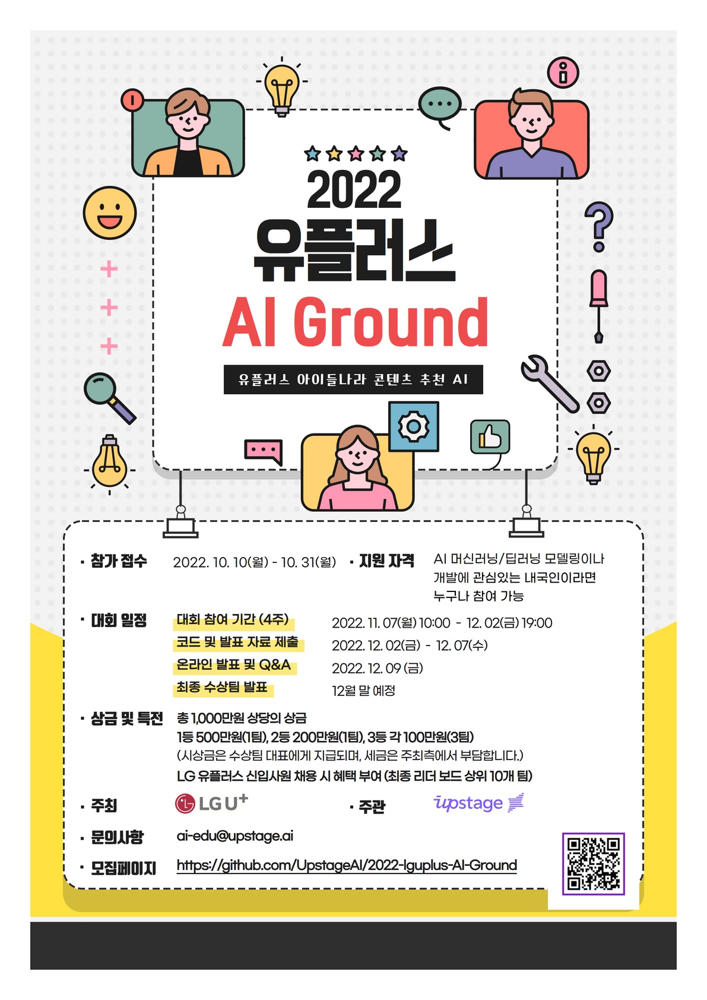 2022
유플러스
AI Ground
유플러스 아이들나라 콘텐츠 추천 AI
· 참가 접수 2022. 10. 10(월) - 10. 31(월) · 지원 자격 AI 머신러닝/딥러닝 모델링이나
개발에 관심있는 내국인이라면
누구나 참여 가능
· 대회 일정 대회 참여 기간 (4주) 2022. 11. 07(월) 10:00 - 12. 02(금) 19:00
코드 및 발표 자료 제출 2022. 12. 02(금) - 12. 07(수)
온라인 발표 및 Q&A 2022. 12. 09 (금)
최종 수상팀 발표 12월 말 예정
· 상금 및 특전 총 1,000만원 상당의 상금
1등 500만원(1팀), 2등 200만원(1팀), 3등 각 100만원(3팀)
(시상금은 수상팀 대표에게 지급되며, 세금은 주최측에서 부담합니다.)
LG 유플러스 신입사원 채용 시 혜택 부여 (최종 리더 보드 상위 10개 팀)
· 주최 LG U+ · 주관 upstage
· 문의사항 ai-edu@upstage.ai
· 모집페이지 https://github.com/UpstageAI/2022-lguplus-AI-Ground